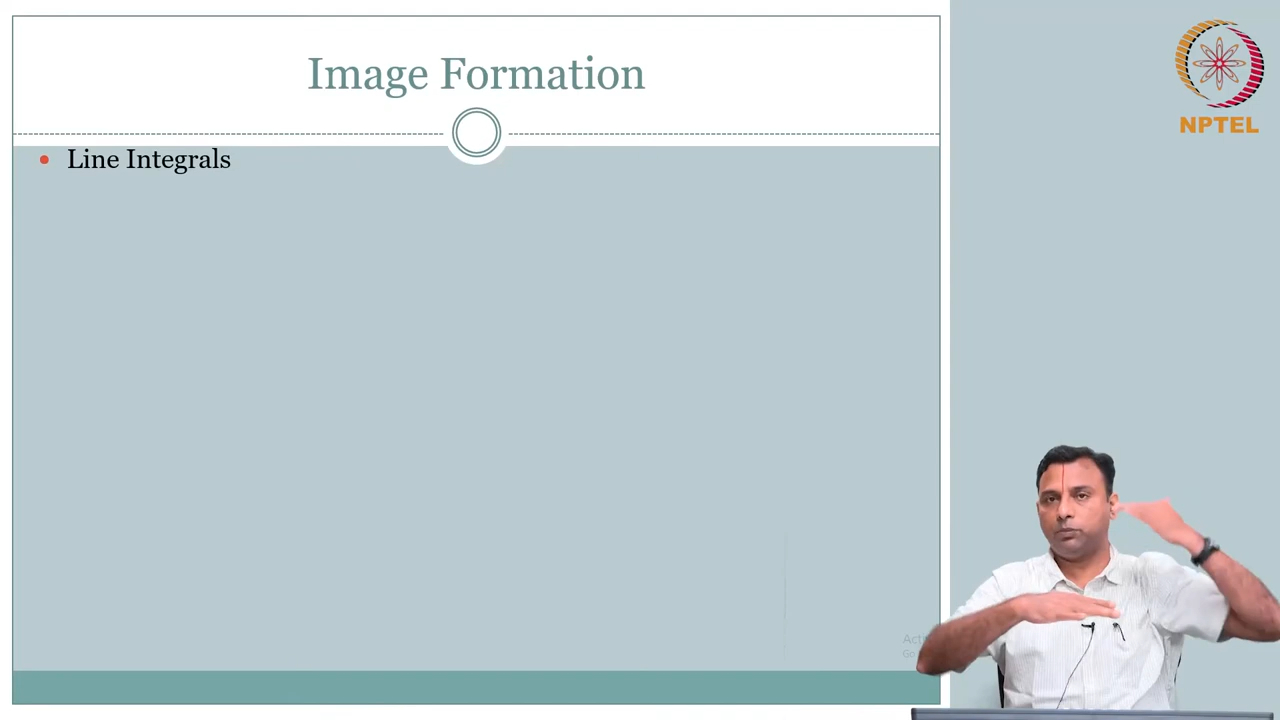 Image Formation
• Line Integrals
NPTEL